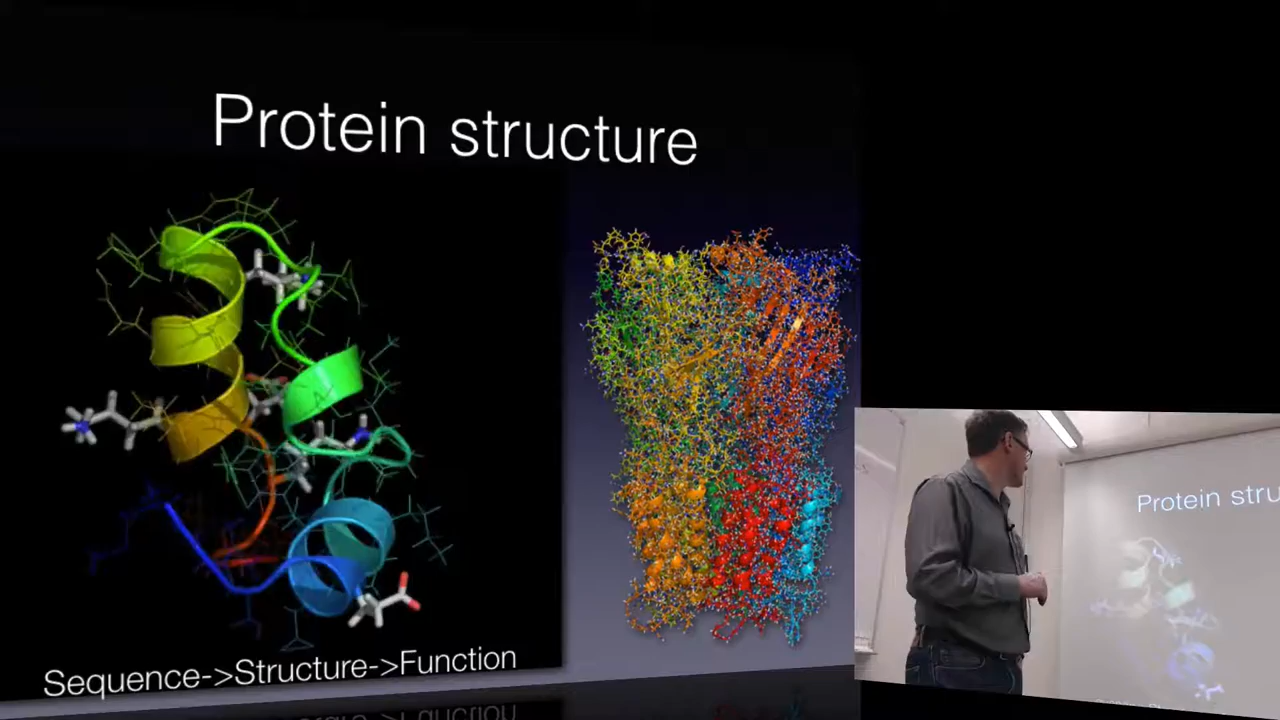 Protein structure
Sequence->Structure->Function
Protein stru